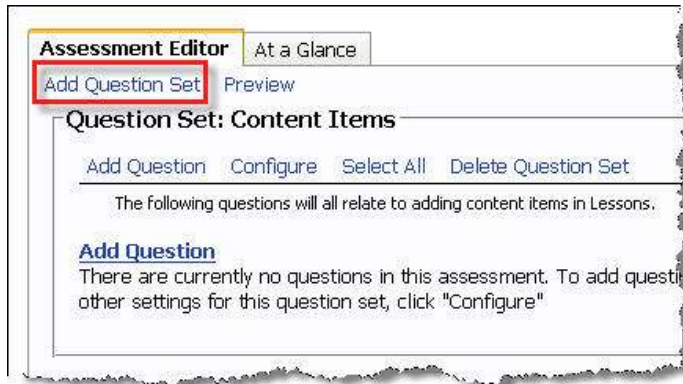 Assessment Editor At a Glance
Add Question Set Preview
Question Set: Content Items
Add Question Configure Select All Delete Question Set
The following questions will all relate to adding content items in Lessons.
Add Question
There are currently no questions in this assessment. To add
other settings for this question set, click "Configure"